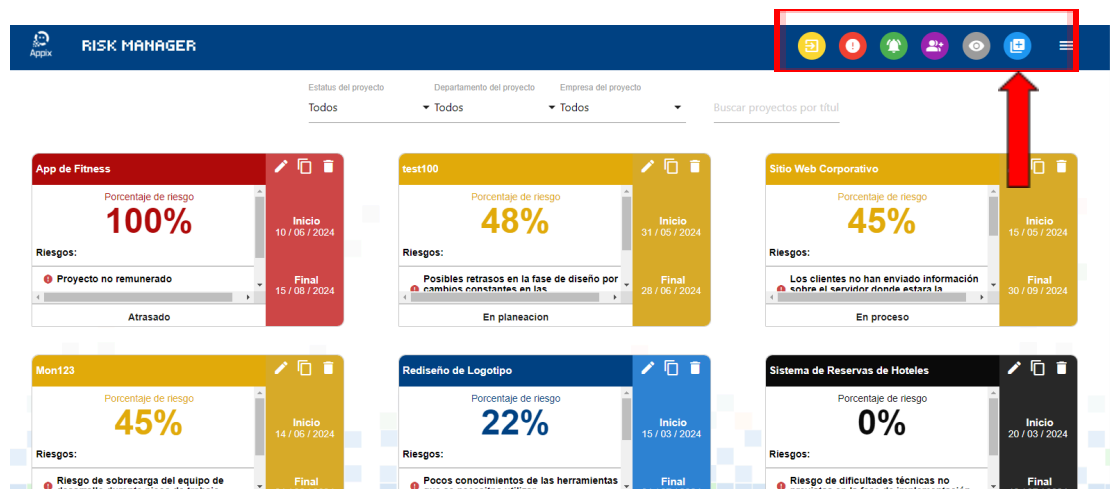 Appix
RISK MANAGER
Estatus del proyecto
Departamento del proyecto
Empresa del proyecto
Todos
Todos
Todos
Buscar proyectos por títul
App de Fitness
Porcentaje de riesgo
100%
Riesgos:
Proyecto no remunerado
Atrasado
Inicio
10 / 06 / 2024
Final
15 / 08 / 2024
test100
Porcentaje de riesgo
48%
Riesgos:
Posibles retrasos en la fase de diseño por
cambios constantes en las
En planeacion
Inicio
31 / 05 / 2024
Final
28 / 06 / 2024
Sitio Web Corporativo
Porcentaje de riesgo
45%
Riesgos:
Los clientes no han enviado información
sobre el servidor donde estara la
En proceso
Inicio
15 / 05 / 2024
Final
30 / 09 / 2024
Mon123
Porcentaje de riesgo
45%
Riesgos:
Riesgo de sobrecarga del equipo de
Inicio
14 / 06 / 2024
Final
Rediseño de Logotipo
Porcentaje de riesgo
22%
Riesgos:
Pocos conocimientos de las herramientas
Inicio
15 / 03 / 2024
Final
Sistema de Reservas de Hoteles
Porcentaje de riesgo
0%
Riesgos:
Riesgo de dificultades técnicas no
Inicio
20 / 03 / 2024
Final